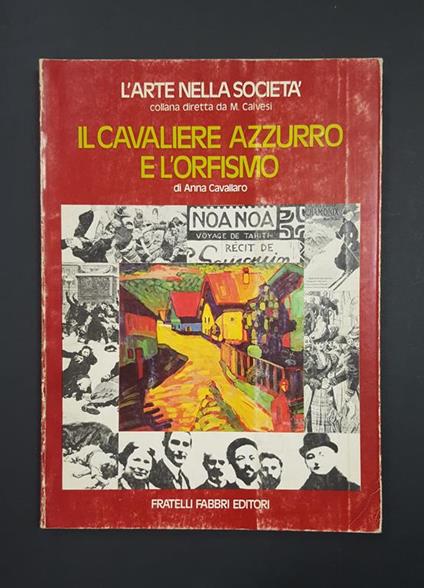 L'ARTE NELLA SOCIETA'
collana diretta da M. Calvesi
IL CAVALIERE AZZURRO
E L'ORFISMO
di Anna Cavallaro
NOA NOA
VOYAGE DE TAHITI
RÉCIT DE
CHAMONIX
FRATELLI FABBRI EDITORI